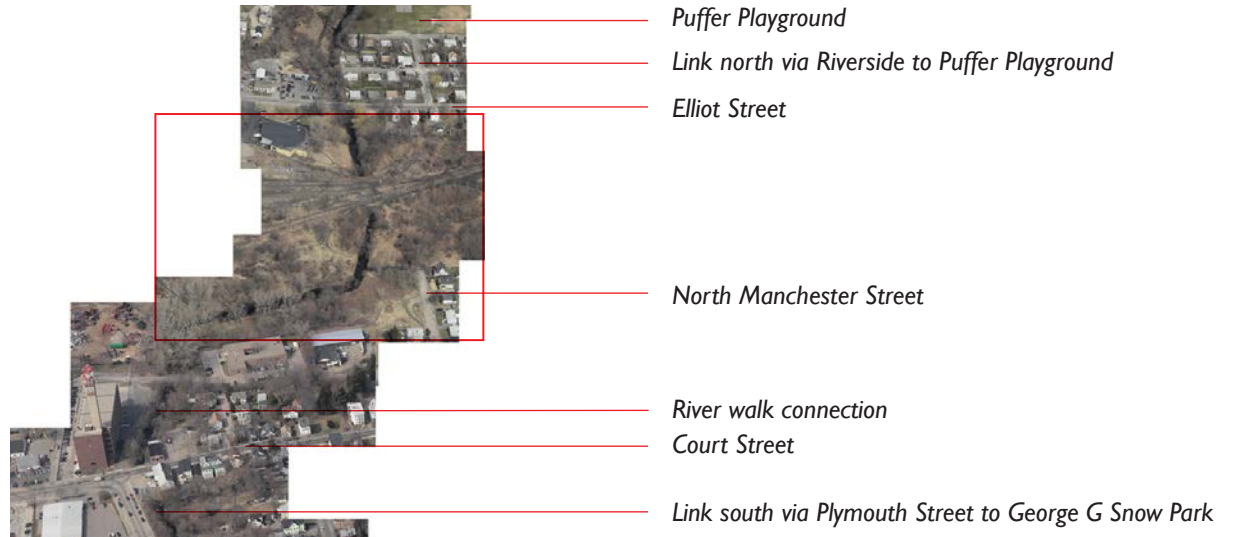 Puffer Playground
Link north via Riverside to Puffer Playground
Elliot Street
North Manchester Street
River walk connection
Court Street
Link south via Plymouth Street to George G Snow Park